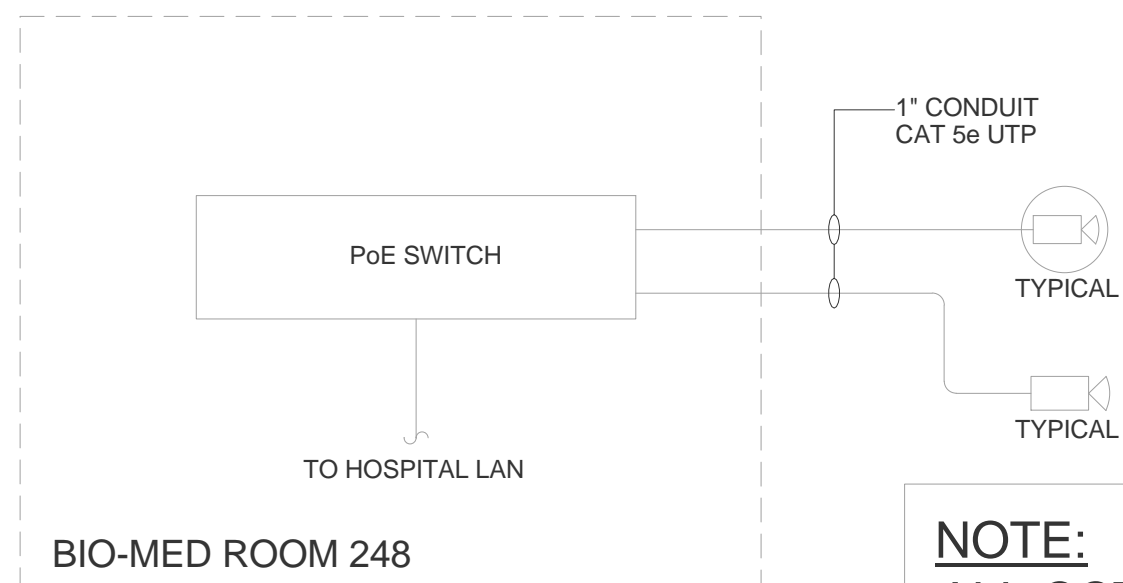 1" CONDUIT
CAT 5e UTP
PoE SWITCH
TYPICAL
TYPICAL
TO HOSPITAL LAN
BIO-MED ROOM 248
NOTE: